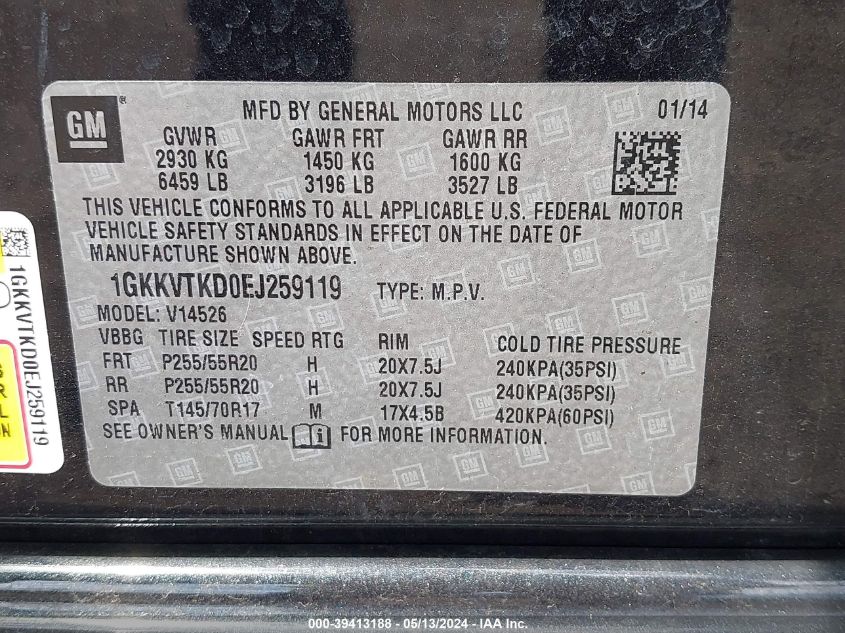 GM
MFD BY GENERAL MOTORS LLC 01/14
GVWR GAWR FRT GAWR RR
2930 KG 1450 KG 1600 KG
6459 LB 3196 LB 3527 LB
THIS VEHICLE CONFORMS TO ALL APPLICABLE U.S. FEDERAL MOTOR
VEHICLE SAFETY STANDARDS IN EFFECT ON THE DATE OF
MANUFACTURE SHOWN ABOVE.
1GKKVTKD0EJ259119 TYPE: M.P.V.
MODEL: V14526
VBBG TIRE SIZE SPEED RTG RIM COLD TIRE PRESSURE
FRT P255/55R20 H 20X7.5J 240KPA(35PSI)
RR P255/55R20 H 20X7.5J 240KPA(35PSI)
SPA T145/70R17 M 17X4.5B 420KPA(60PSI)
SEE OWNER'S MANUAL FOR MORE INFORMATION.
1GKKVTKD0EJ259119
000-39413188 - 05/13/2024 -